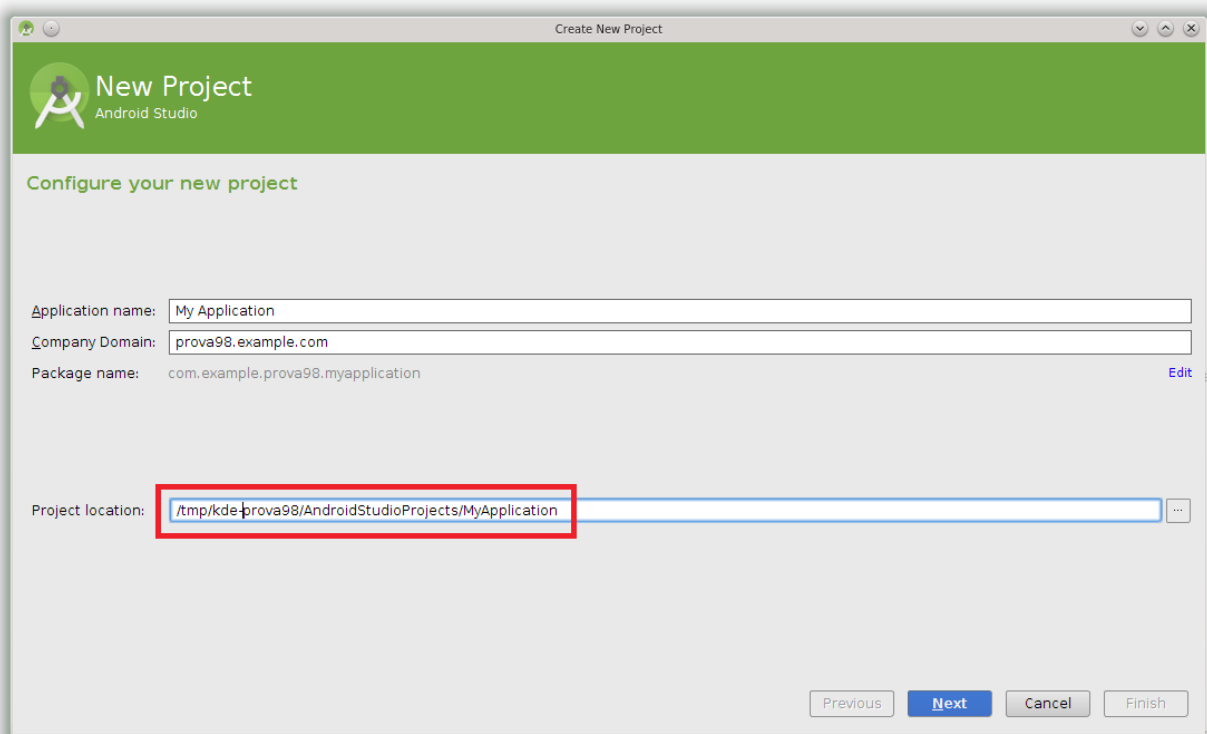 Create New Project
New Project
Android Studio
Configure your new project
Application name: My Application
Company Domain: prova98.example.com
Package name: com.example.prova98.myapplication Edit
Project location: /tmp/kde-prova98/AndroidStudioProjects/MyApplication ...
Previous Next Cancel Finish